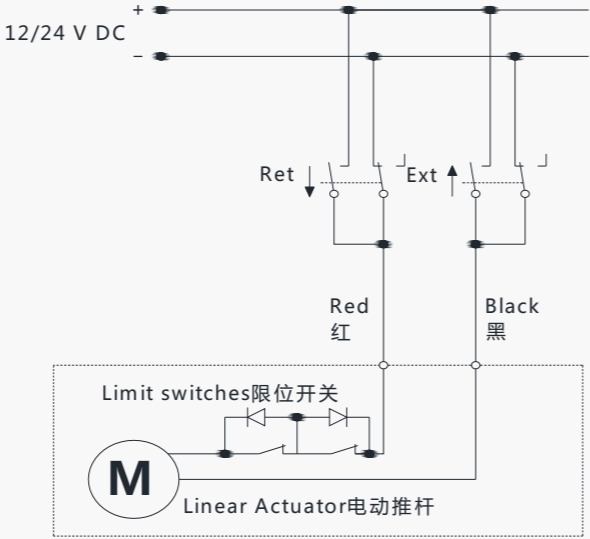 +
12/24 V DC
−
Ret
Ext
Red
红
Black
黑
Limit switches限位开关
M
Linear Actuator电动推杆